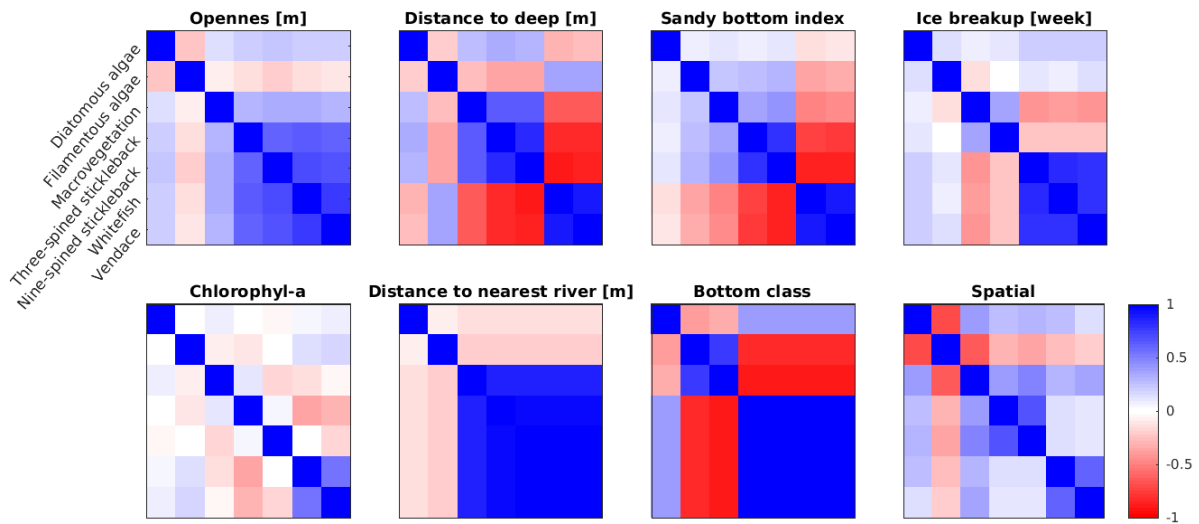 Opennes [m]
Distance to deep [m]
Sandy bottom index
Ice breakup [week]
Diatomous algae
Filamentous algae
Macrovegetation
Three-spined stickleback
Nine-spined stickleback
Whitefish
Vendace
Chlorophyl-a
Distance to nearest river [m]
Bottom class
Spatial
1
0.5
0
-0.5
-1